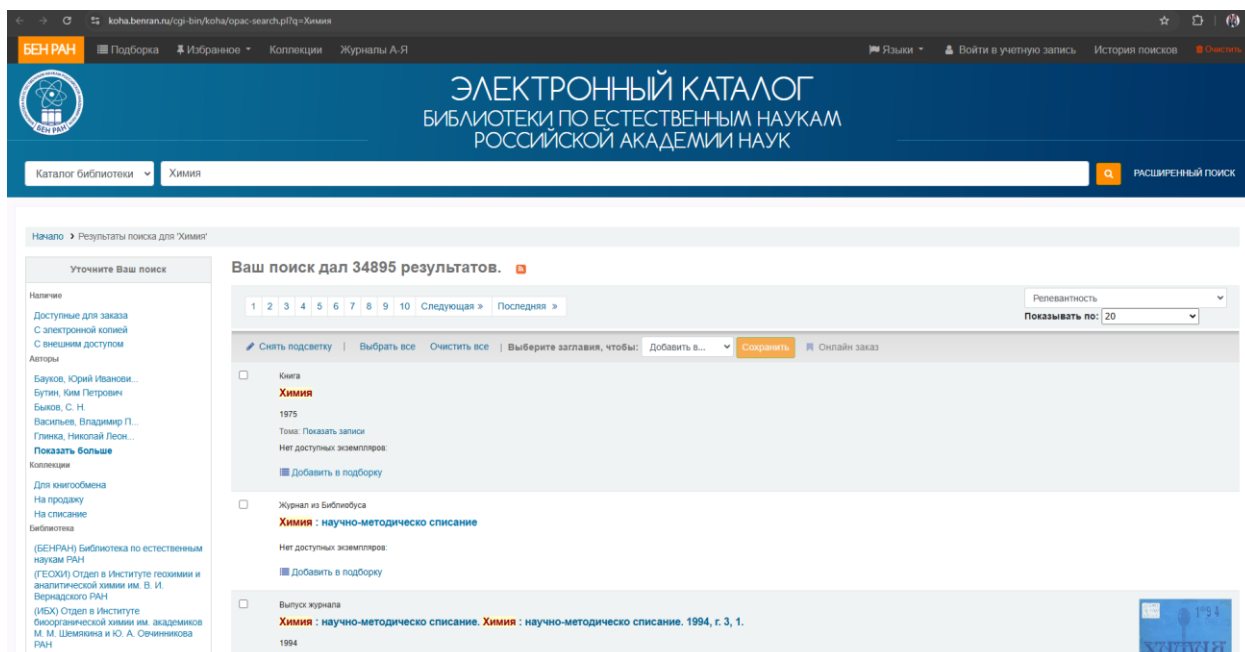 koha.benran.ru/cgi-bin/koha/opac-search.pl?q=Химия
БЕН РАН Подборка Избранное Коллекции Журналы А-Я Языки Войти в учетную запись История поисков Очистить
ЭЛЕКТРОННЫЙ КАТАЛОГ
БИБЛИОТЕКИ ПО ЕСТЕСТВЕННЫМ НАУКАМ
РОССИЙСКОЙ АКАДЕМИИ НАУК
БЕН РАН
Каталог библиотеки Химия РАСШИРЕННЫЙ ПОИСК
Начало > Результаты поиска для 'Химия'
Уточните Ваш поиск
Наличие
Доступные для заказа
С электронной копией
С внешним доступом
Авторы
Бауков, Юрий Иванови...
Бутин, Ким Петрович
Быков, С. Н.
Васильев, Владимир П...
Глинка, Николай Леон...
Показать больше
Коллекции
Для книгообмена
На продажу
На списание
Библиотека
(БЕНРАН) Библиотека по естественным
наукам РАН
(ГЕОХИ) Отдел в Институте геохимии и
аналитической химии им. В. И.
Вернадского РАН
(ИБХ) Отдел в Институте
биоорганической химии им. академиков
М. М. Шемякина и Ю. А. Овчинникова
РАН
Ваш поиск дал 34895 результатов.
1 2 3 4 5 6 7 8 9 10 Следующая » Последняя »
Релевантность
Показывать по: 20
Снять подсветку | Выбрать все Очистить все | Выберите заглавия, чтобы: Добавить в... Сохранить Онлайн заказ
Книга
Химия
1975
Тома: Показать записи
Нет доступных экземпляров:
Добавить в подборку
Журнал из Библиобуса
Химия : научно-методическо списание
Нет доступных экземпляров:
Добавить в подборку
Выпуск журнала
Химия : научно-методическо списание. Химия : научно-методическо списание. 1994, г. 3, 1.
1994
1994
ХИМИЯ